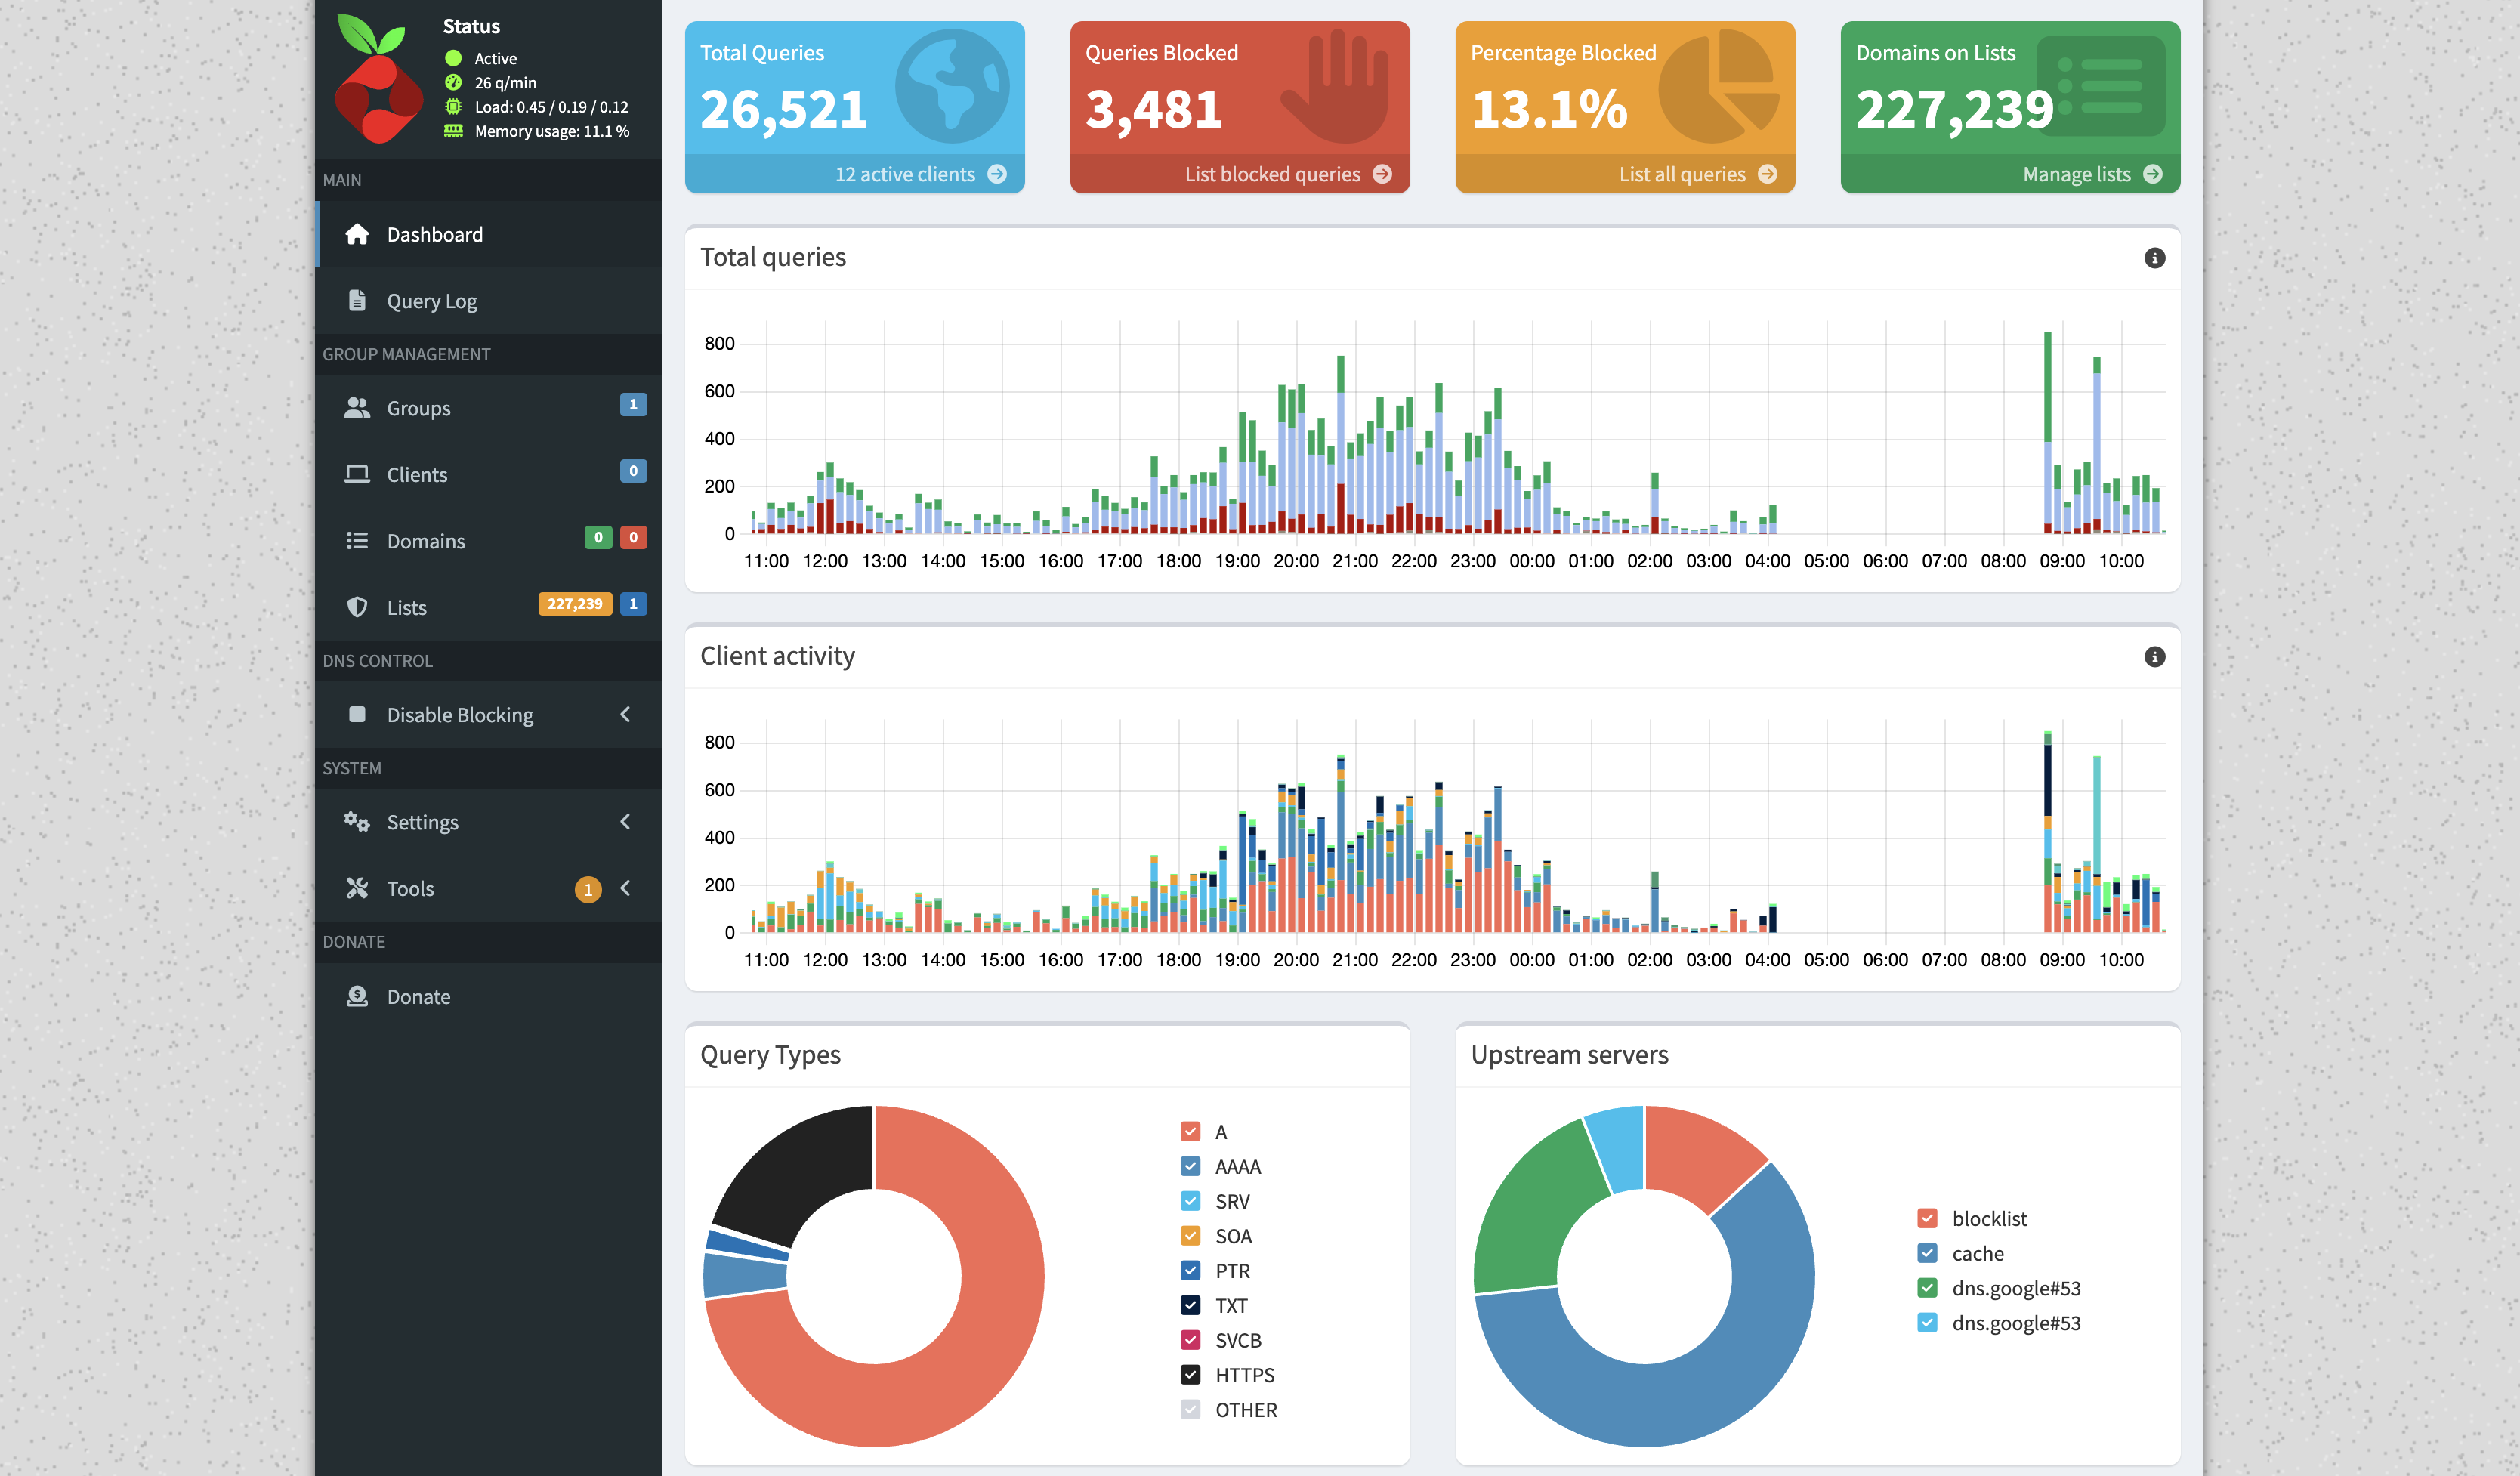 Status
Active
26 q/min
Load: 0.45 / 0.19 / 0.12
Memory usage: 11.1 %
MAIN
Dashboard
Query Log
GROUP MANAGEMENT
Groups 1
Clients 0
Domains 0 0
Lists 227,239 1
DNS CONTROL
Disable Blocking
SYSTEM
Settings
Tools 1
DONATE
Donate
Total Queries
26,521
12 active clients
Queries Blocked
3,481
List blocked queries
Percentage Blocked
13.1%
List all queries
Domains on Lists
227,239
Manage lists
Total queries
800
600
400
200
0
11:00 12:00 13:00 14:00 15:00 16:00 17:00 18:00 19:00 20:00 21:00 22:00 23:00 00:00 01:00 02:00 03:00 04:00 05:00 06:00 07:00 08:00 09:00 10:00
Client activity
800
600
400
200
0
11:00 12:00 13:00 14:00 15:00 16:00 17:00 18:00 19:00 20:00 21:00 22:00 23:00 00:00 01:00 02:00 03:00 04:00 05:00 06:00 07:00 08:00 09:00 10:00
Query Types
A
AAAA
SRV
SOA
PTR
TXT
SVCB
HTTPS
OTHER
Upstream servers
blocklist
cache
dns.google#53
dns.google#53